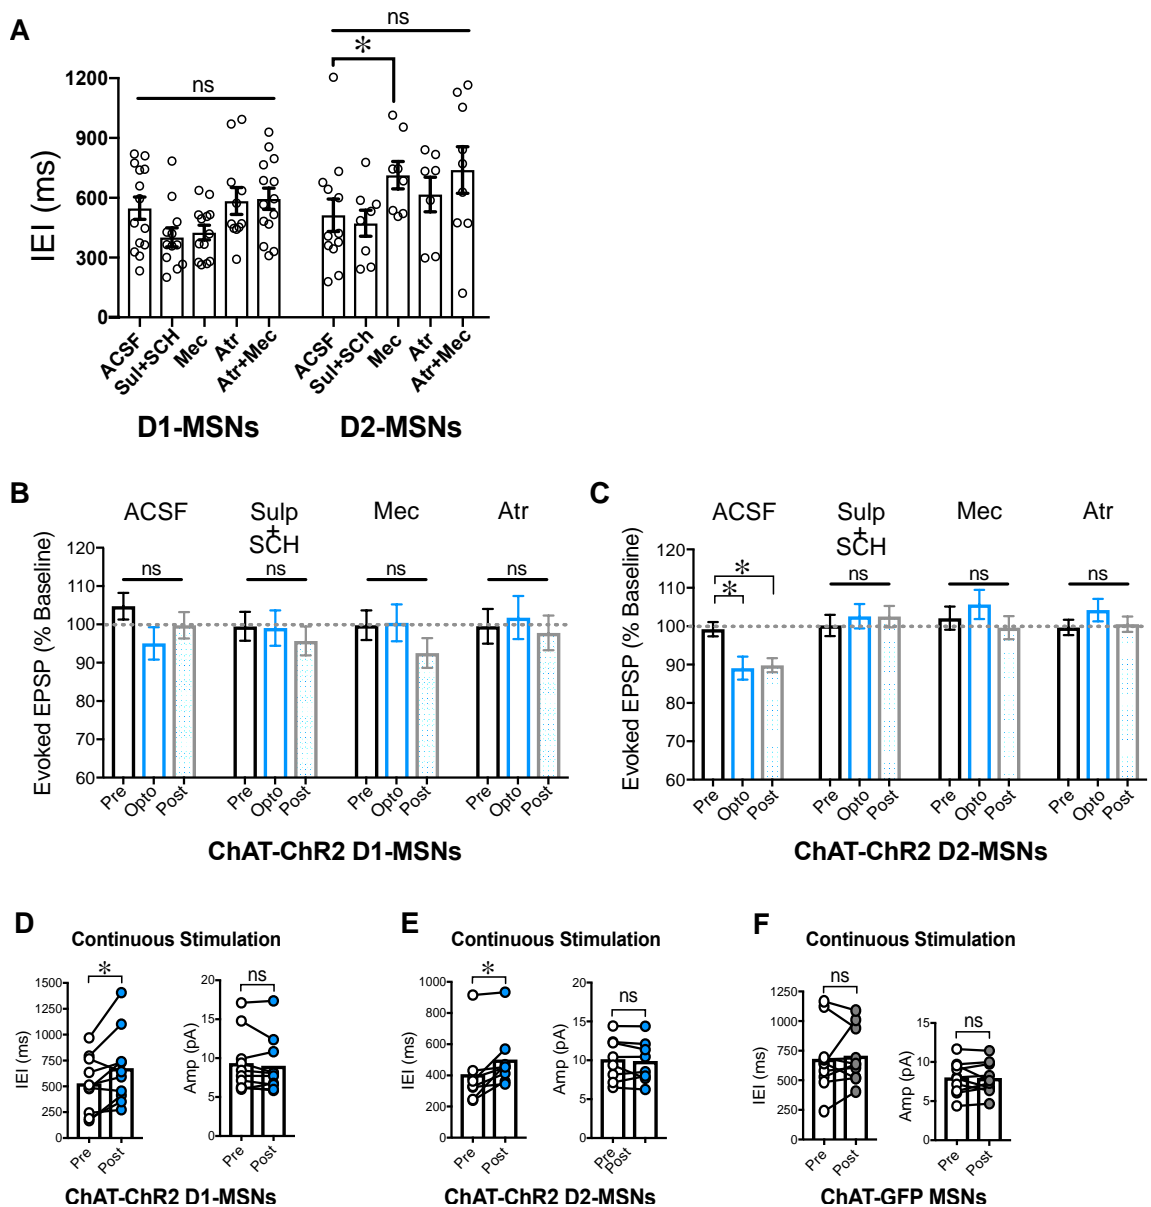 A
ns
ns
*
1200
900
600
300
0
IEI (ms)
ACSF
Sul+SCH
Mec
Atr
Atr+Mec
ACSF
Sul+SCh
Mec
Atr
Atr+Mec
D1-MSNs
D2-MSNs
B
ACSF
Sulp
+
SCH
Mec
Atr
Evoked EPSP (% Baseline)
120
110
100
90
80
70
60
ns
ns
ns
ns
Pre
Opto
Post
Pre
Opto
Post
Pre
Opto
Post
Pre
Opto
Post
ChAT-ChR2 D1-MSNs
C
ACSF
Sulp
+
SCH
Mec
Atr
Evoked EPSP (% Baseline)
120
110
100
90
80
70
60
*
*
ns
ns
ns
Pre
Opto
Post
Pre
Opto
Post
Pre
Opto
Post
Pre
Opto
Post
ChAT-ChR2 D2-MSNs
D
Continuous Stimulation
IEI (ms)
1500
1250
1000
750
500
250
0
*
Pre
Post
Amp (pA)
20
15
10
5
0
ns
Pre
Post
ChAT-ChR2 D1-MSNs
E
Continuous Stimulation
IEI (ms)
1000
800
600
400
200
0
*
Pre
Post
Amp (pA)
20
15
10
5
0
ns
Pre
Post
ChAT-ChR2 D2-MSNs
F
Continuous Stimulation
IEI (ms)
1250
1000
750
500
250
0
ns
Pre
Post
Amp (pA)
15
10
5
0
ns
Pre
Post
ChAT-GFP MSNs